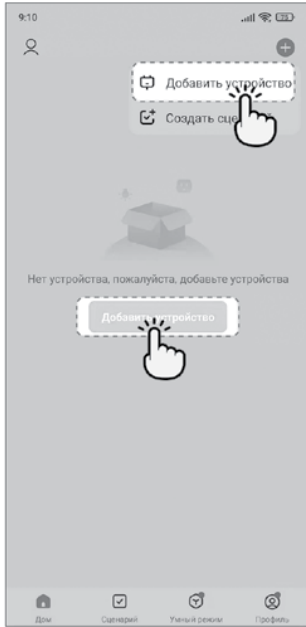 9:10
Добавить устройство
Создать сце
Нет устройства, пожалуйста, добавьте устройства
Добавить устройство
Дом
Сценарий
Умный режим
Профиль